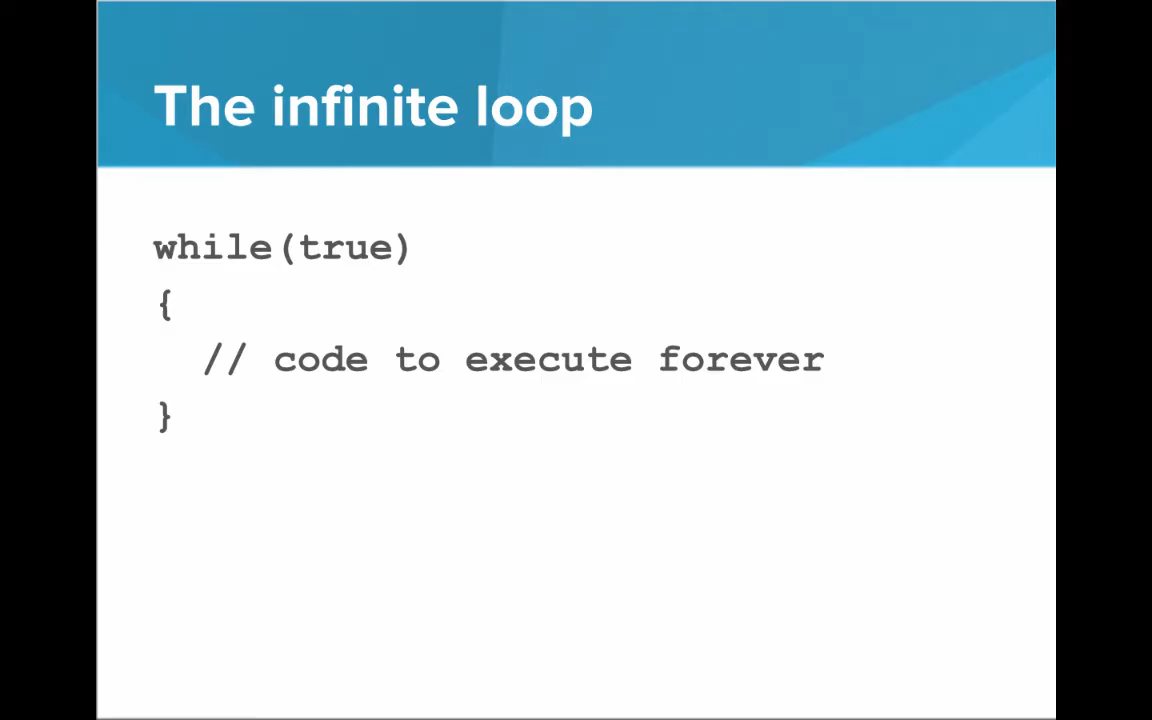 The infinite loop
while(true)
{
// code to execute forever
}